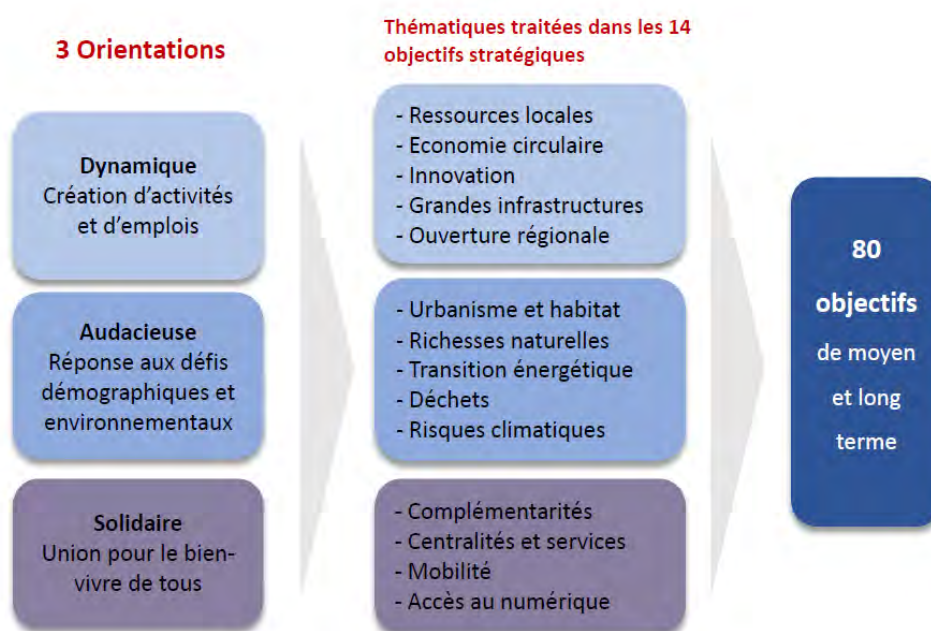 3 Orientations
Thématiques traitées dans les 14
objectifs stratégiques
Dynamique
Création d'activités
et d'emplois
- Ressources locales
- Economie circulaire
- Innovation
- Grandes infrastructures
- Ouverture régionale
Audacieuse
Réponse aux défis
démographiques et
environnementaux
- Urbanisme et habitat
- Richesses naturelles
- Transition énergétique
- Déchets
- Risques climatiques
Solidaire
Union pour le bien-
vivre de tous
- Complémentarités
- Centralités et services
- Mobilité
- Accès au numérique
80
objectifs
de moyen
et long
terme